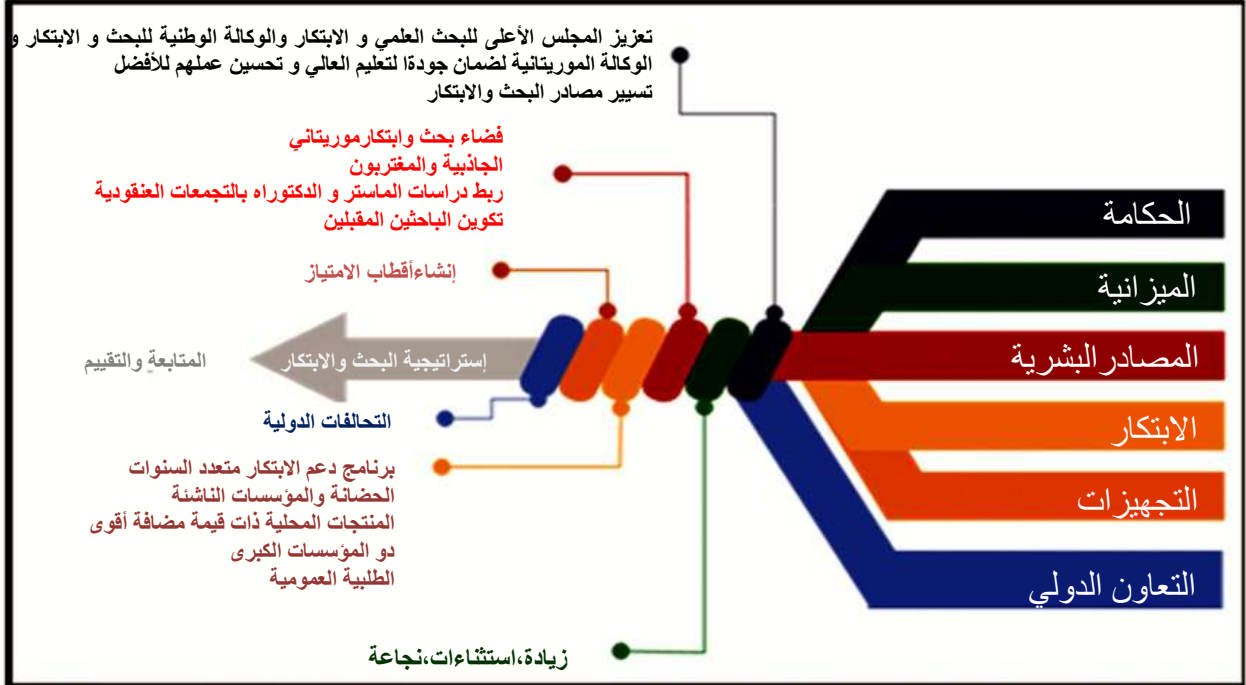 تعزيز المجلس الأعلى للبحث العلمي و الابتكار والوكالة الوطنية للبحث و الابتكار و
الوكالة الموريتانية لضمان جودةا لتعليم العالي و تحسين عملهم للأفضل
تسيير مصادر البحث والابتكار
فضاء بحث وابتكارموريتاني
الجاذبية والمغتربون
ربط دراسات الماستر و الدكتوراه بالتجمعات العنقودية
تكوين الباحثين المقبلين
إنشاءأقطاب الامتياز
الحكامة
الميزانية
المصادر البشرية
الابتكار
التجهيزات
التعاون الدولي
إستراتيجية البحث والابتكار
المتابعة والتقييم
التحالفات الدولية
برنامج دعم الابتكار متعدد السنوات
الحضانة والمؤسسات الناشئة
المنتجات المحلية ذات قيمة مضافة أقوى
دو المؤسسات الكبرى
الطلبية العمومية
زيادة،استثناءات،نجاعة